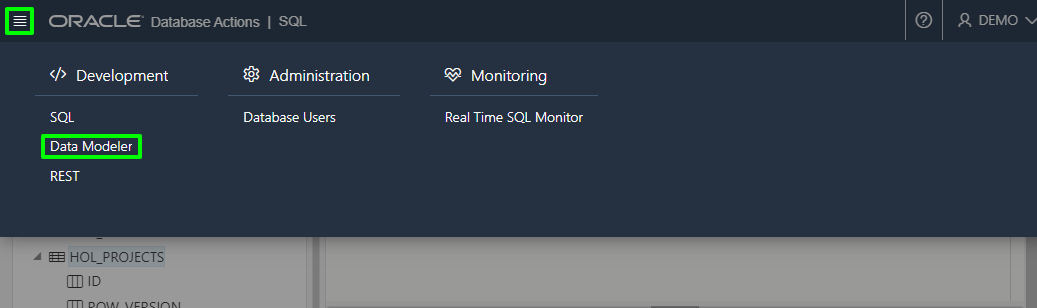 ORACLE Database Actions | SQL
DEMO
Development
Administration
Monitoring
SQL
Database Users
Real Time SQL Monitor
Data Modeler
REST
HOL_PROJECTS
ID
ROW_VERSION